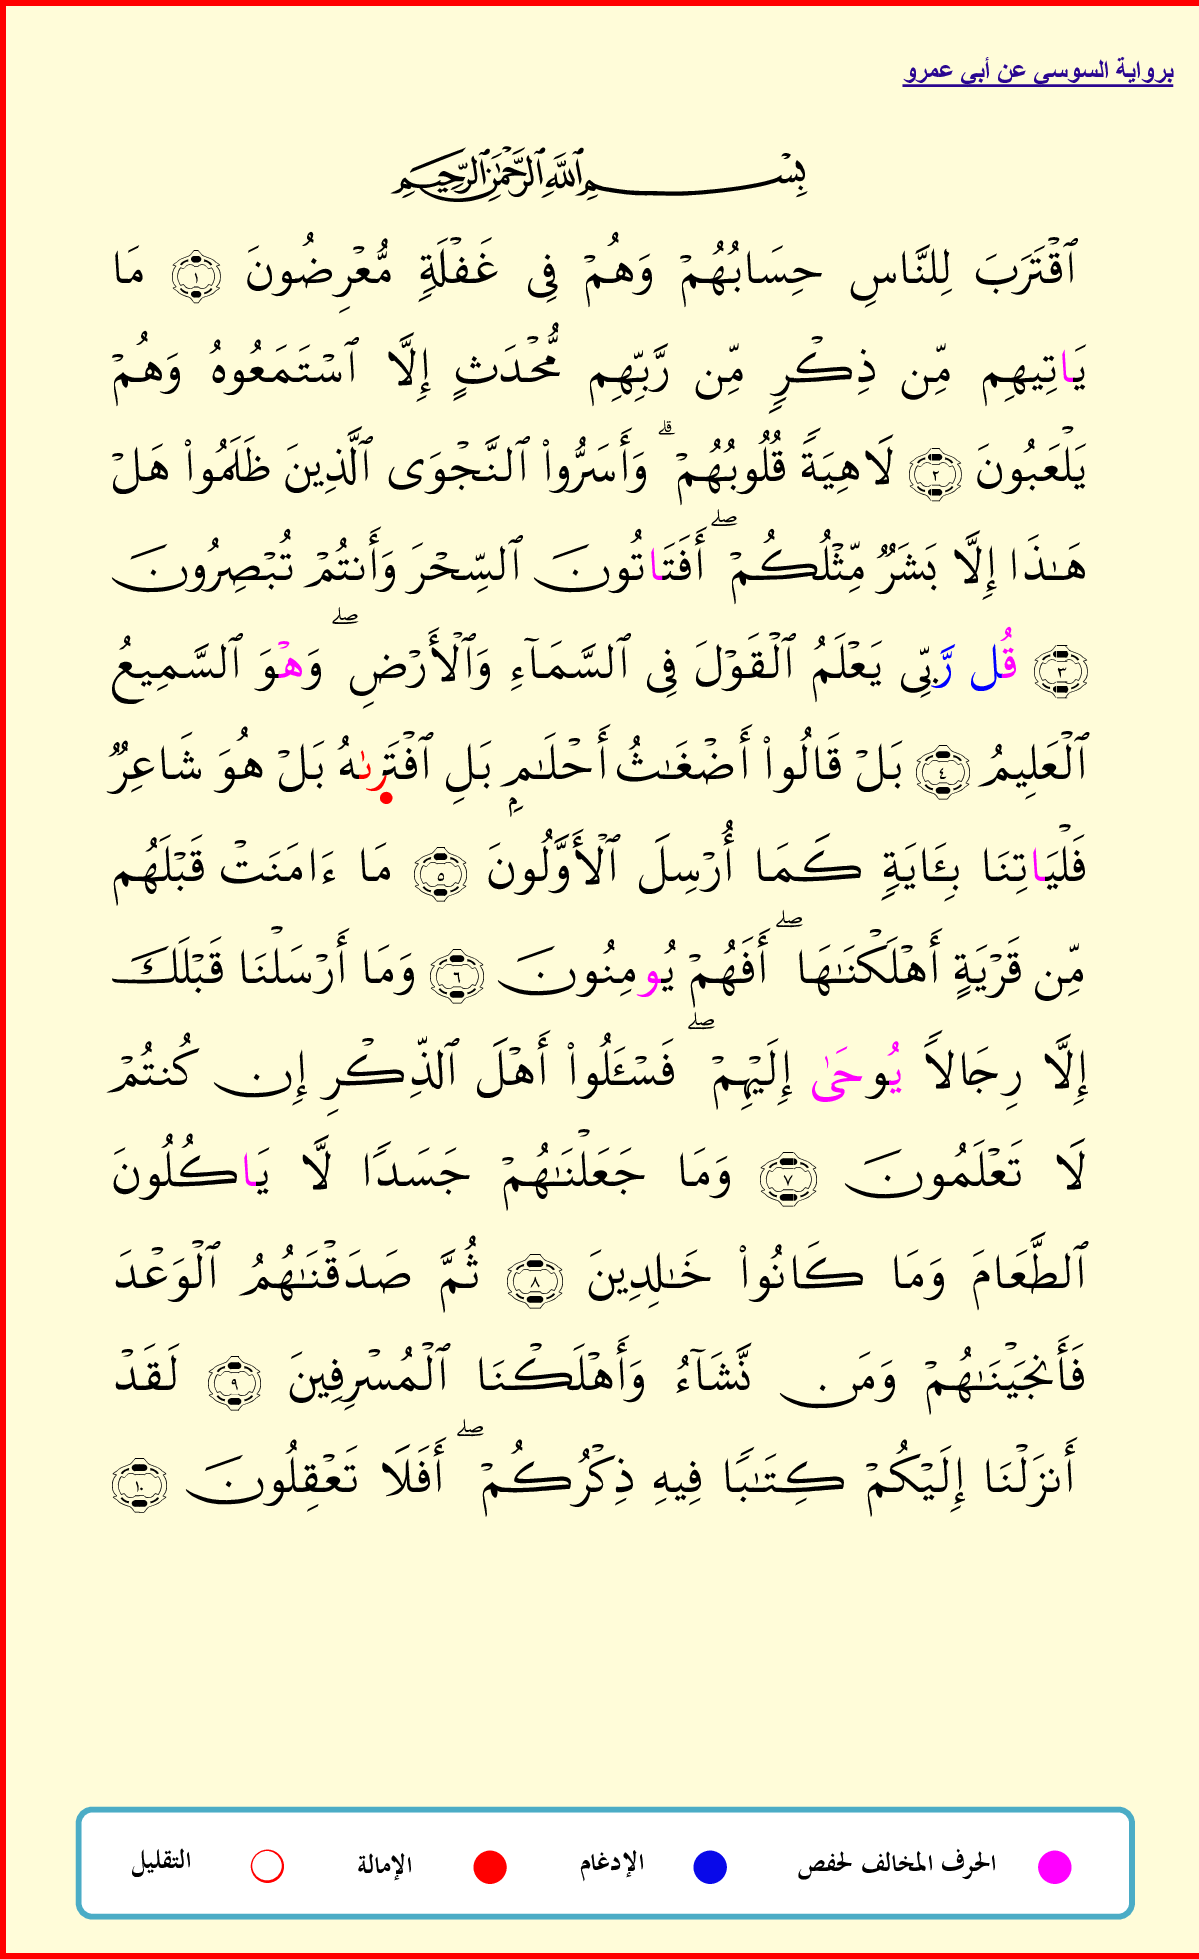 برواية السوسي عن أبي عمرو
بِسْمِ ٱللَّهِ ٱلرَّحْمَٰنِ ٱلرَّحِيمِ
ٱقْتَرَبَ لِلنَّاسِ حِسَابُهُمْ وَهُمْ فِى غَفْلَةٍ مُّعْرِضُونَ ١ مَا
يَاتِيهِم مِّن ذِكْرٍ مِّن رَّبِّهِم مُّحْدَثٍ إِلَّا ٱسْتَمَعُوهُ وَهُمْ
يَلْعَبُونَ ٢ لَاهِيَةً قُلُوبُهُمْ ۗ وَأَسَرُّوا۟ ٱلنَّجْوَى ٱلَّذِينَ ظَلَمُوا۟ هَلْ
هَٰذَا إِلَّا بَشَرٌ مِّثْلُكُمْ ۖ أَفَتَاتُونَ ٱلسِّحْرَ وَأَنتُمْ تُبْصِرُونَ
٣ قُل رَّبِّى يَعْلَمُ ٱلْقَوْلَ فِى ٱلسَّمَآءِ وَٱلْأَرْضِ ۖ وَهْوَ ٱلسَّمِيعُ
ٱلْعَلِيمُ ٤ بَلْ قَالُوا۟ أَضْغَٰثُ أَحْلَٰمٍۭ بَلِ ٱفْتَرىٰهُ بَلْ هُوَ شَاعِرٌ
فَلْيَاتِنَا بِـَٔايَةٍ كَمَا أُرْسِلَ ٱلْأَوَّلُونَ ٥ مَا ءَامَنَتْ قَبْلَهُم
مِّن قَرْيَةٍ أَهْلَكْنَٰهَا ۖ أَفَهُمْ يُومِنُونَ ٦ وَمَا أَرْسَلْنَا قَبْلَكَ
إِلَّا رِجَالاً يُوحَىٰ إِلَيْهِمْ ۖ فَسْـَٔلُوا۟ أَهْلَ ٱلذِّكْرِ إِن كُنتُمْ
لَا تَعْلَمُونَ ٧ وَمَا جَعَلْنَٰهُمْ جَسَدًا لَّا يَاكُلُونَ
ٱلطَّعَامَ وَمَا كَانُوا۟ خَٰلِدِينَ ٨ ثُمَّ صَدَقْنَٰهُمُ ٱلْوَعْدَ
فَأَنجَيْنَٰهُمْ وَمَن نَّشَآءُ وَأَهْلَكْنَا ٱلْمُسْرِفِينَ ٩ لَقَدْ
أَنزَلْنَا إِلَيْكُمْ كِتَٰبًا فِيهِ ذِكْرُكُمْ ۖ أَفَلَا تَعْقِلُونَ ١٠
الحرف المخالف لحفص الإدغام الإمالة التقليل